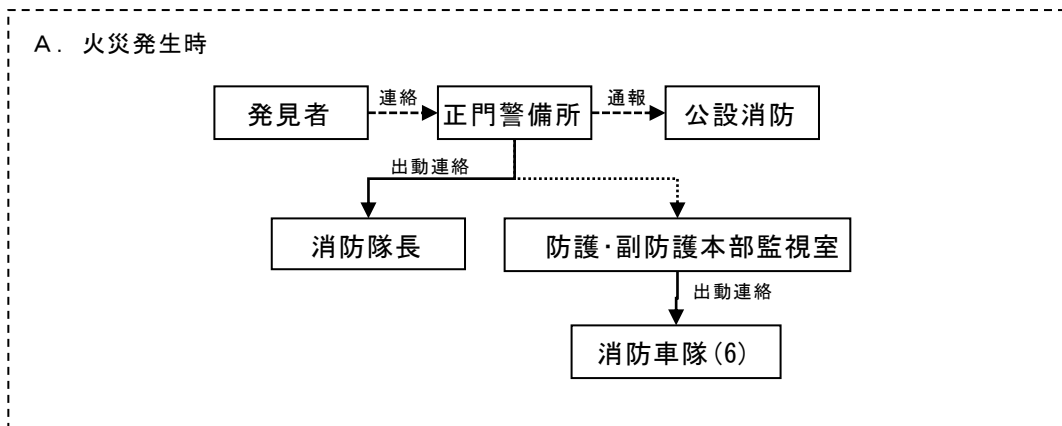 Ａ．火災発生時
発見者
連絡
正門警備所
通報
公設消防
出動連絡
消防隊長
防護・副防護本部監視室
出動連絡
消防車隊(6)